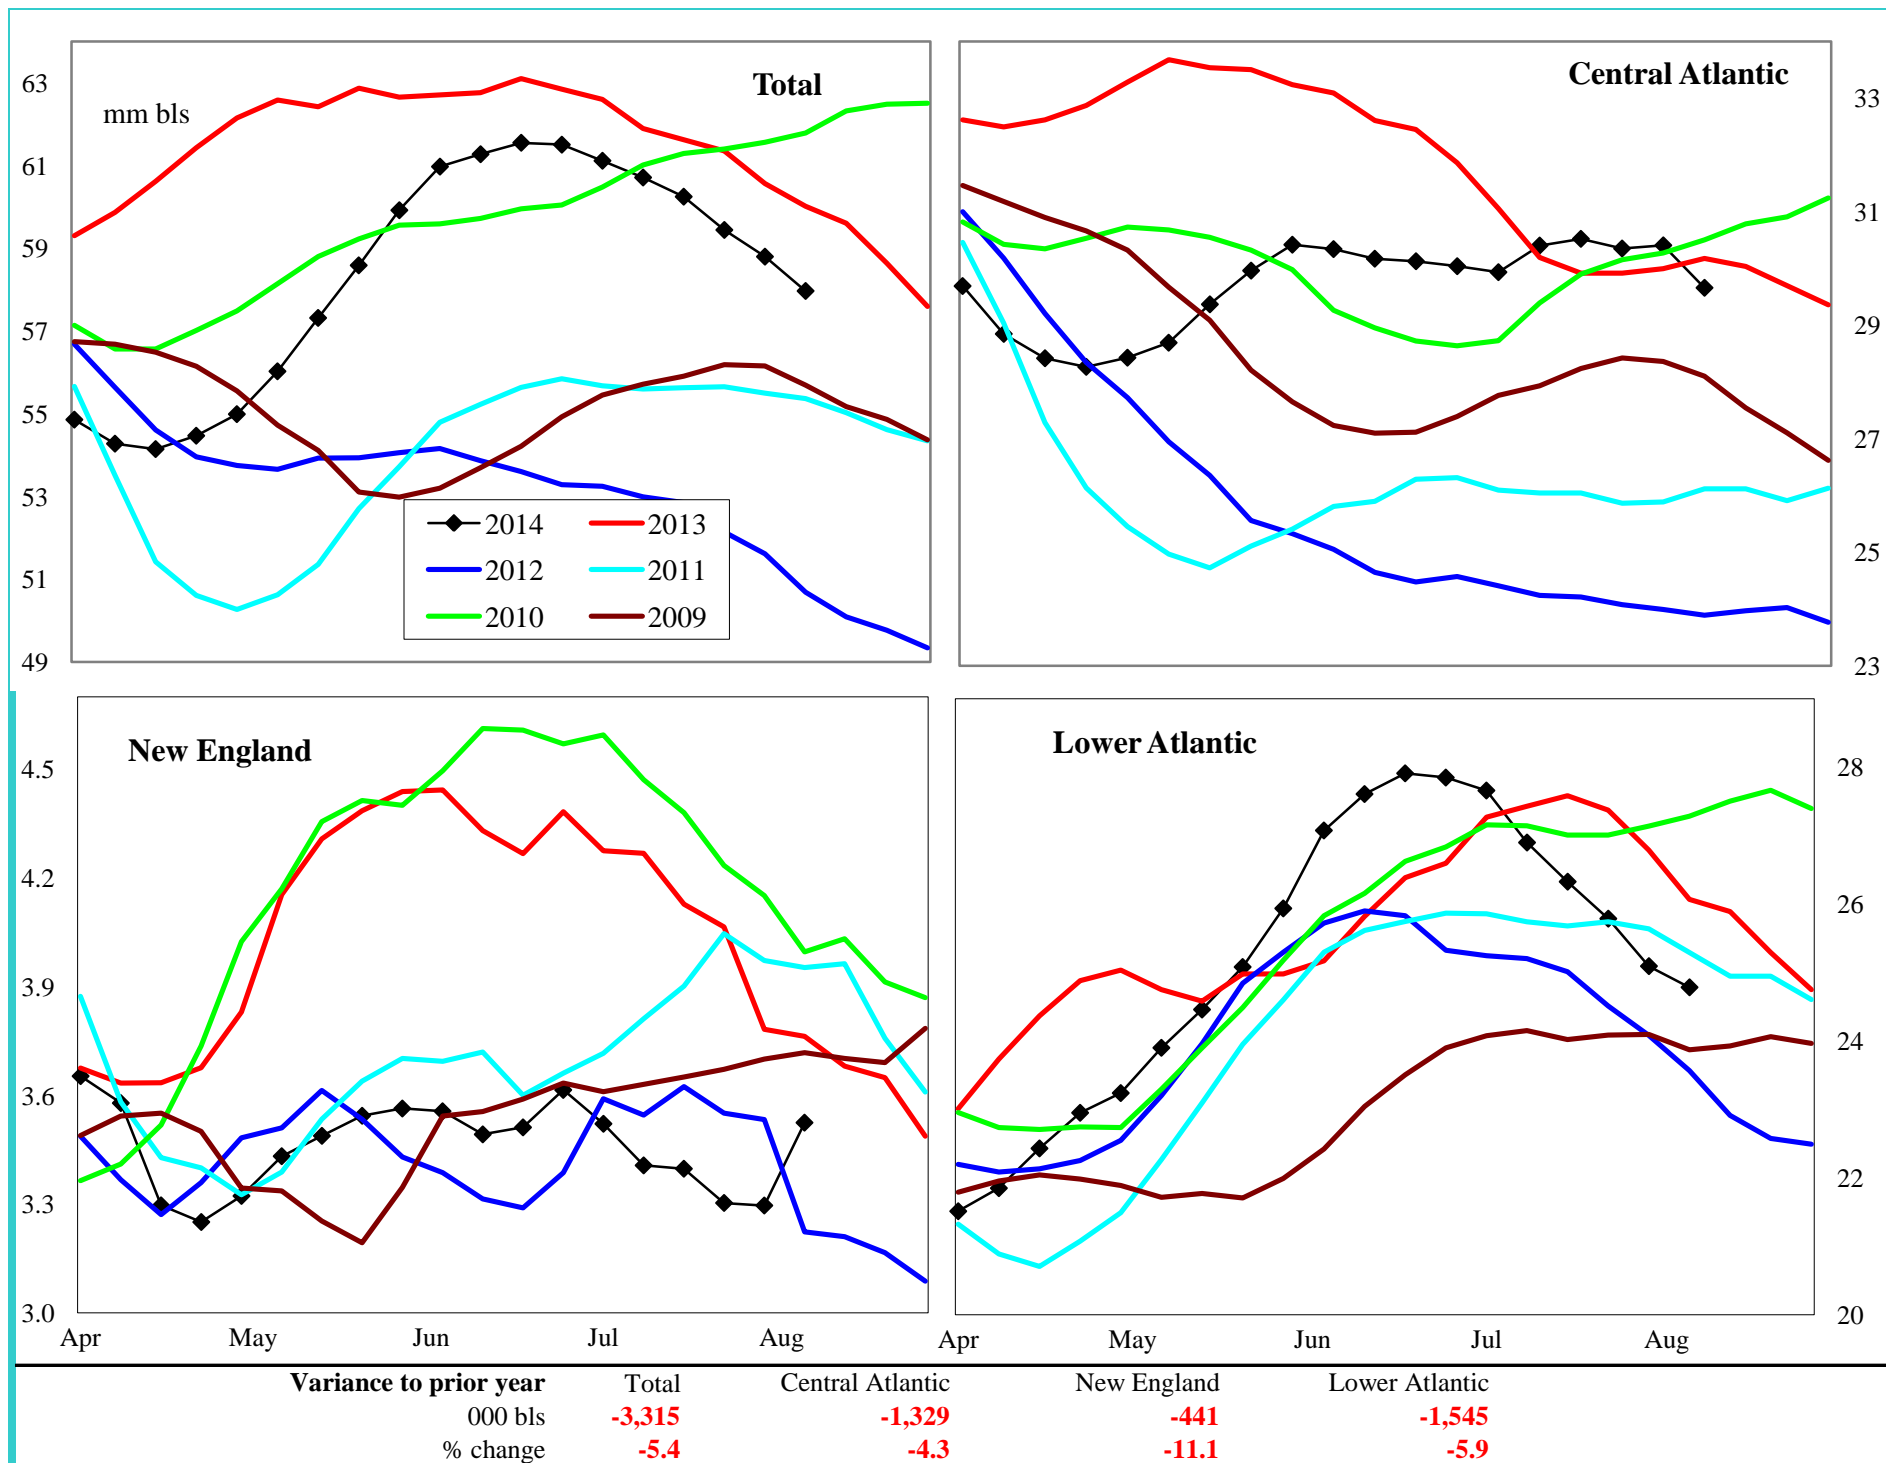 Total
mm bls
63
61
59
57
55
53
51
49
2014 2013
2012 2011
2010 2009
Central Atlantic
33
31
29
27
25
23
New England
4.5
4.2
3.9
3.6
3.3
3.0
Apr May Jun Jul Aug
Lower Atlantic
28
26
24
22
20
Apr May Jun Jul Aug
Variance to prior year Total Central Atlantic New England Lower Atlantic
000 bls -3,315 -1,329 -441 -1,545
% change -5.4 -4.3 -11.1 -5.9